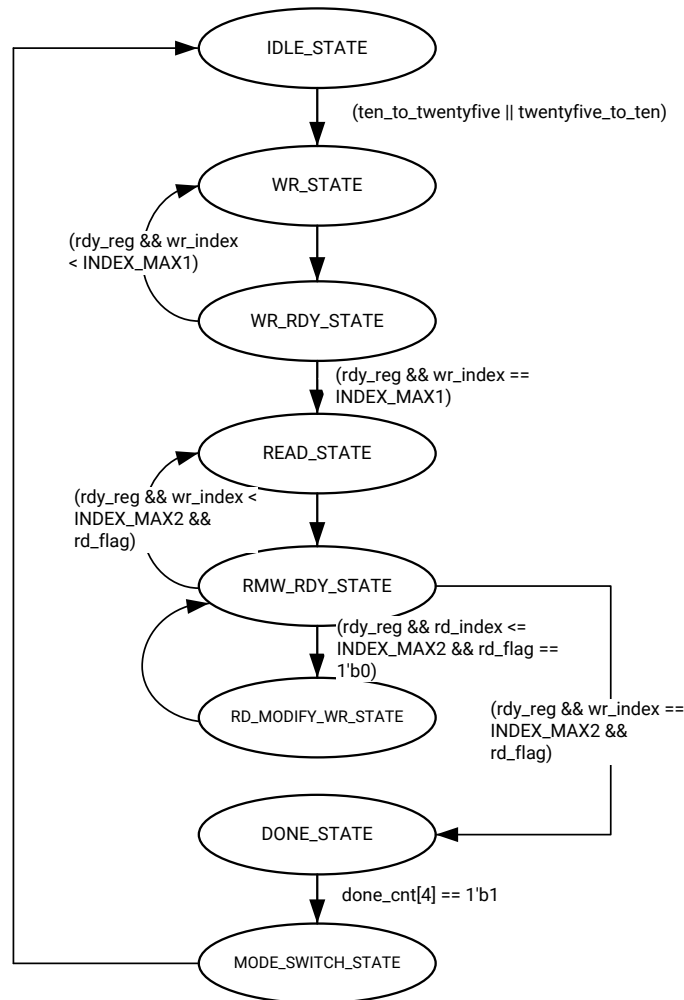 IDLE_STATE
(ten_to_twentyfive || twentyfive_to_ten)
WR_STATE
(rdy_reg && wr_index
< INDEX_MAX1)
WR_RDY_STATE
(rdy_reg && wr_index ==
INDEX_MAX1)
READ_STATE
(rdy_reg && wr_index <
INDEX_MAX2 &&
rd_flag)
RMW_RDY_STATE
(rdy_reg && rd_index <=
INDEX_MAX2 && rd_flag ==
1'b0)
RD_MODIFY_WR_STATE
(rdy_reg && wr_index ==
INDEX_MAX2 &&
rd_flag)
DONE_STATE
done_cnt[4] == 1'b1
MODE_SWITCH_STATE